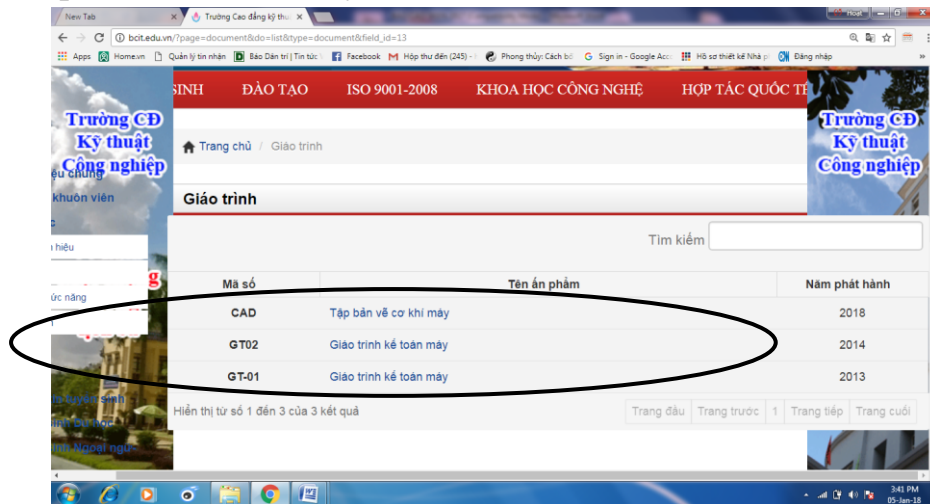 New Tab
Trường Cao đẳng kỹ thu
bcit.edu.vn/?page=document&do=list&type=document&field_id=13
Apps Home.vn Quản lý tin nhắn Báo Dân trí | Tin tức Facebook Hộp thư đến (245) - Phong thủy: Cách bố Sign in - Google Acc Hồ sơ thiết kế Nhà p Đăng nhập »
SINH ĐÀO TẠO ISO 9001-2008 KHOA HỌC CÔNG NGHỆ HỢP TÁC QUỐC TẾ
Trường CĐ
Kỹ thuật
Công nghiệp
Trường CĐ
Kỹ thuật
Công nghiệp
Trang chủ / Giáo trình
khuôn viên
Giáo trình
hiệu
Tìm kiếm
ức năng
Mã số Tên ấn phẩm Năm phát hành
CAD Tập bản vẽ cơ khí máy 2018
GT02 Giáo trình kế toán máy 2014
GT-01 Giáo trình kế toán máy 2013
Hiển thị từ số 1 đến 3 của 3 kết quả Trang đầu Trang trước 1 Trang tiếp Trang cuối
3:41 PM
05-Jan-18